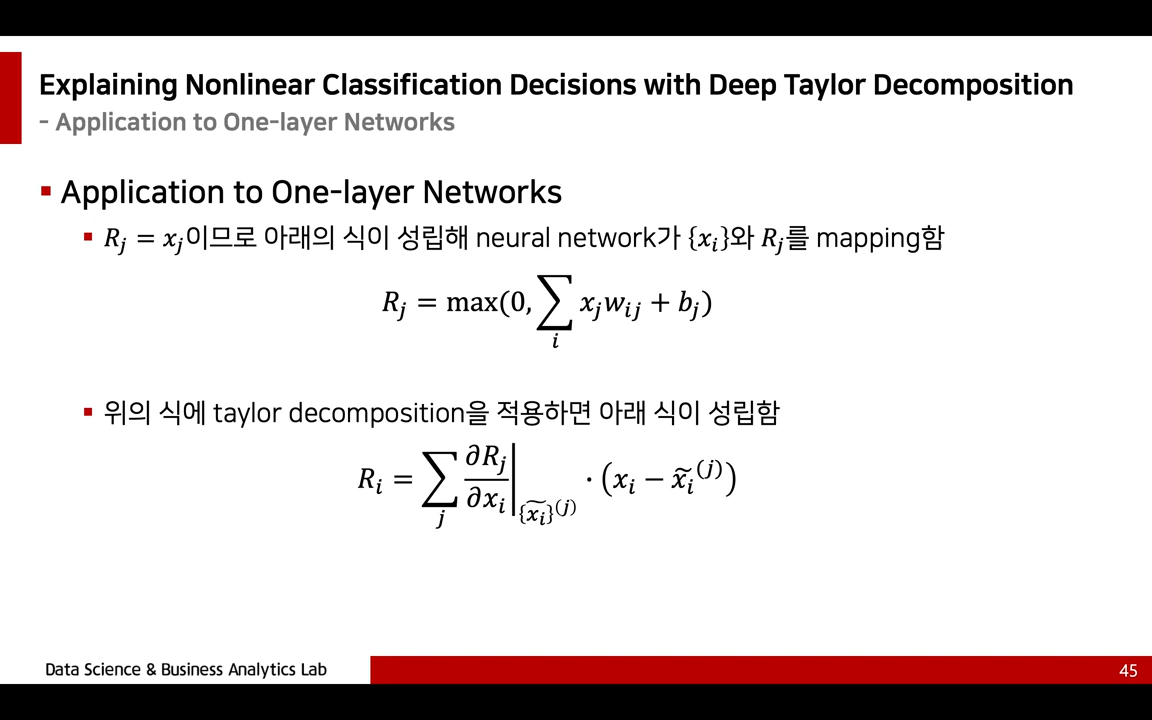 Explaining Nonlinear Classification Decisions with Deep Taylor Decomposition
- Application to One-layer Networks
▪ Application to One-layer Networks
▪ $R_j = x_j$이므로 아래의 식이 성립해 neural network가 $\{x_i\}$와 $R_j$를 mapping함
$R_j = \max(0, \sum_i x_j w_{ij} + b_j)$
▪ 위의 식에 taylor decomposition을 적용하면 아래 식이 성립함
$R_i = \sum_j \frac{\partial R_j}{\partial x_i}\Big|_{\{\widetilde{x_i}\}^{(j)}} \cdot (x_i - \widetilde{x}_i^{(j)})$
Data Science & Business Analytics Lab
45